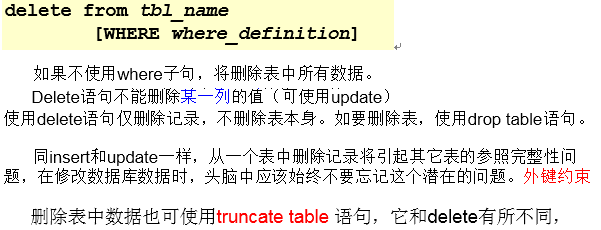 delete from tbl_name
[WHERE where_definition]
如果不使用where子句，将删除表中所有数据。
Delete语句不能删除某一列的值（可使用update）
使用delete语句仅删除记录，不删除表本身。如要删除表，使用drop table语句。
同insert和update一样，从一个表中删除记录将引起其它表的参照完整性问
题，在修改数据库数据时，头脑中应该始终不要忘记这个潜在的问题。外键约束
删除表中数据也可使用truncate table 语句，它和delete有所不同，